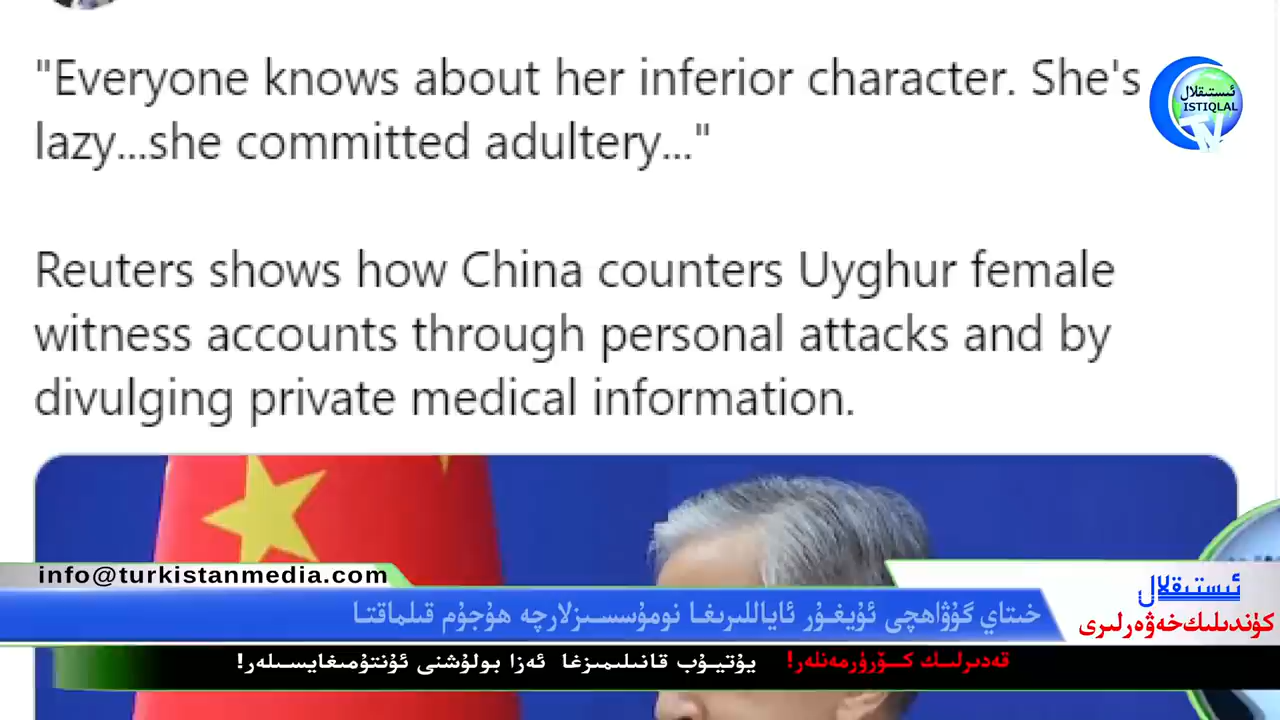 "Everyone knows about her inferior character. She's
lazy...she committed adultery..."
ئىستىقلال
ISTIQLAL
TV
Reuters shows how China counters Uyghur female
witness accounts through personal attacks and by
divulging private medical information.
info@turkistanmedia.com
ئىستىقلال
خىتاي گۇۋاھچى ئۇيغۇر ئاياللىرىغا نومۇسسىزلارچە ھۇجۇم قىلماقتا
كۈندىلىك خەۋەرلىرى
قەدىرلىك كۆرۈرمەنلەر! يۇتيۇب قانىلىمىزغا ئەزا بولۇشنى ئۇنتۇمىغايسىلەر!